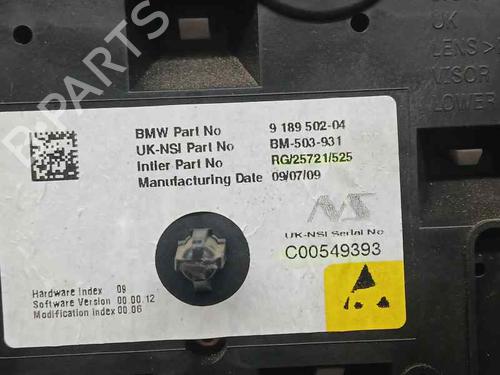 UK
LENS >
VISOR
LOWER
BMW Part No 9 189 502-04
UK-NSI Part No BM-503-931
Intier Part No RG/25721/525
Manufacturing Date 09/07/09
UK-NSI Serial No
C00549393
Hardware Index 09
Software Version 00.00.12
Modification Index 00.06
B-PARTS